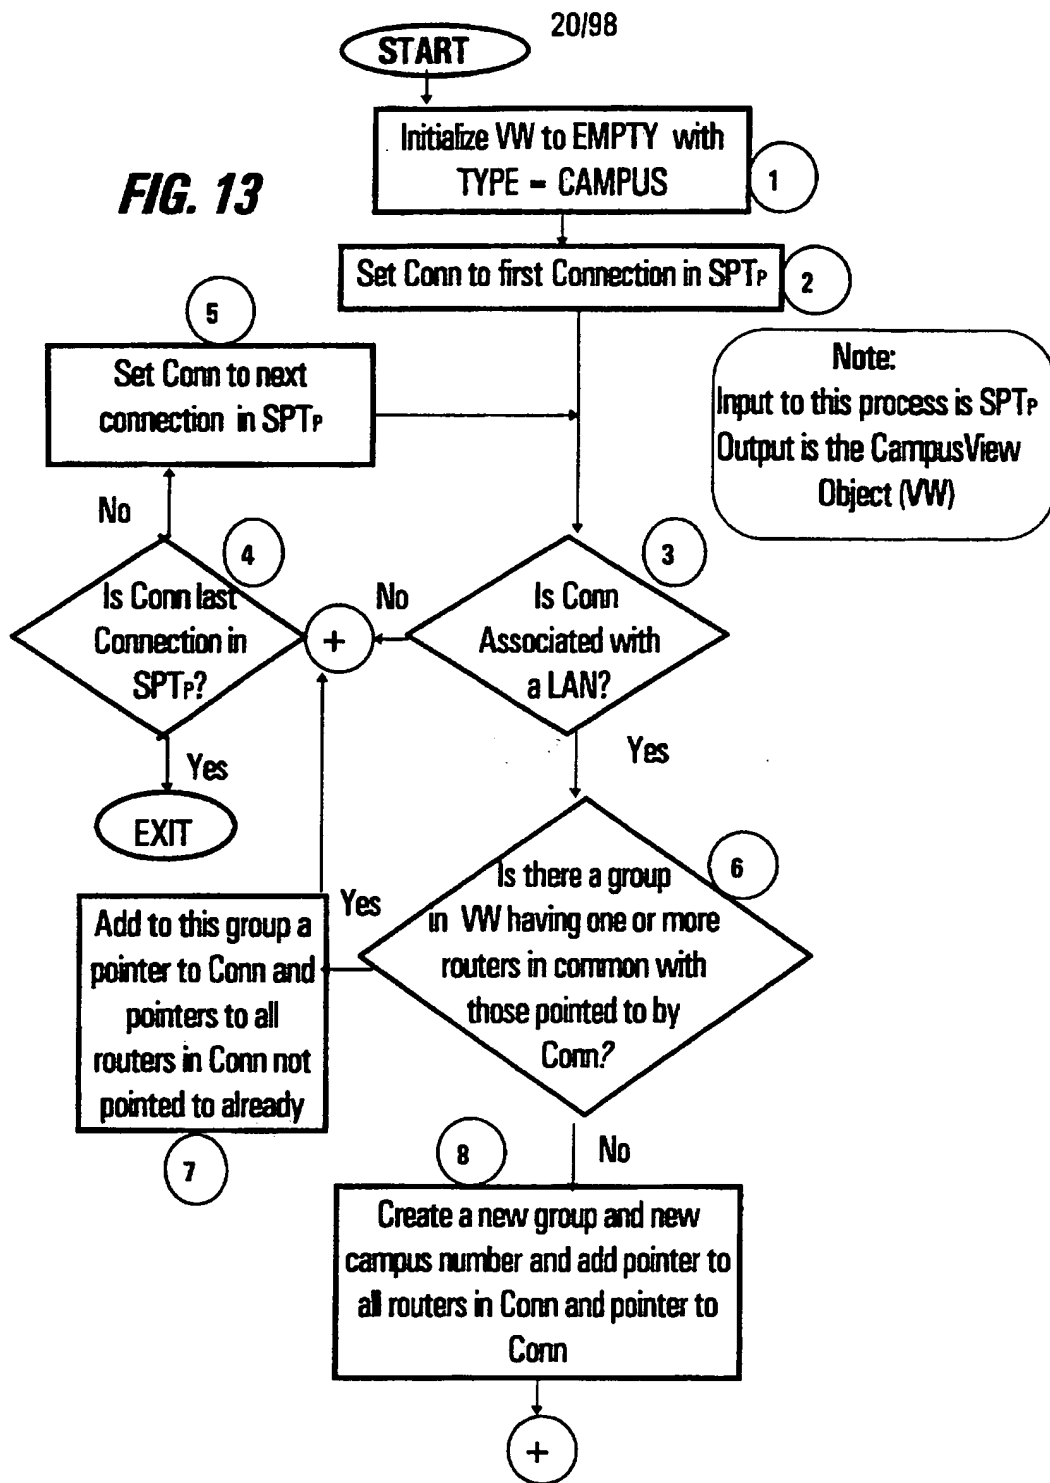 20/98
START
Initialize VW to EMPTY with
TYPE = CAMPUS
1
FIG. 13
Set Conn to first Connection in SPTP
2
5
Set Conn to next
connection in SPTP
Note:
Input to this process is SPTP
Output is the CampusView
Object (VW)
No
4
Is Conn last
Connection in
SPTP?
+
No
3
Is Conn
Associated with
a LAN?
Yes
EXIT
Yes
6
Is there a group
in VW having one or more
routers in common with
those pointed to by
Conn?
Yes
Add to this group a
pointer to Conn and
pointers to all
routers in Conn not
pointed to already
7
No
8
Create a new group and new
campus number and add pointer to
all routers in Conn and pointer to
Conn
+